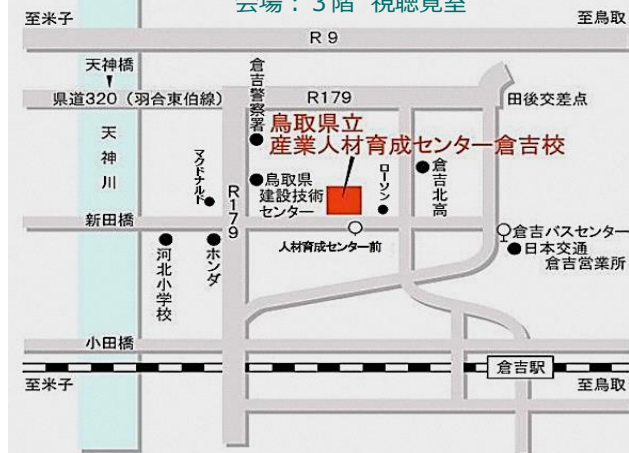 会場：３階 視聴覚室
至米子
至鳥取
R 9
天神橋
倉吉警察署
県道320（羽合東伯線）
R179
田後交差点
鳥取県立
産業人材育成センター倉吉校
天神川
マクドナルド
R179
鳥取県
建設技術
センター
ローソン
倉吉北高
新田橋
人材育成センター前
倉吉バスセンター
日本交通
倉吉営業所
河北小学校
ホンダ
小田橋
倉吉駅
至米子
至鳥取